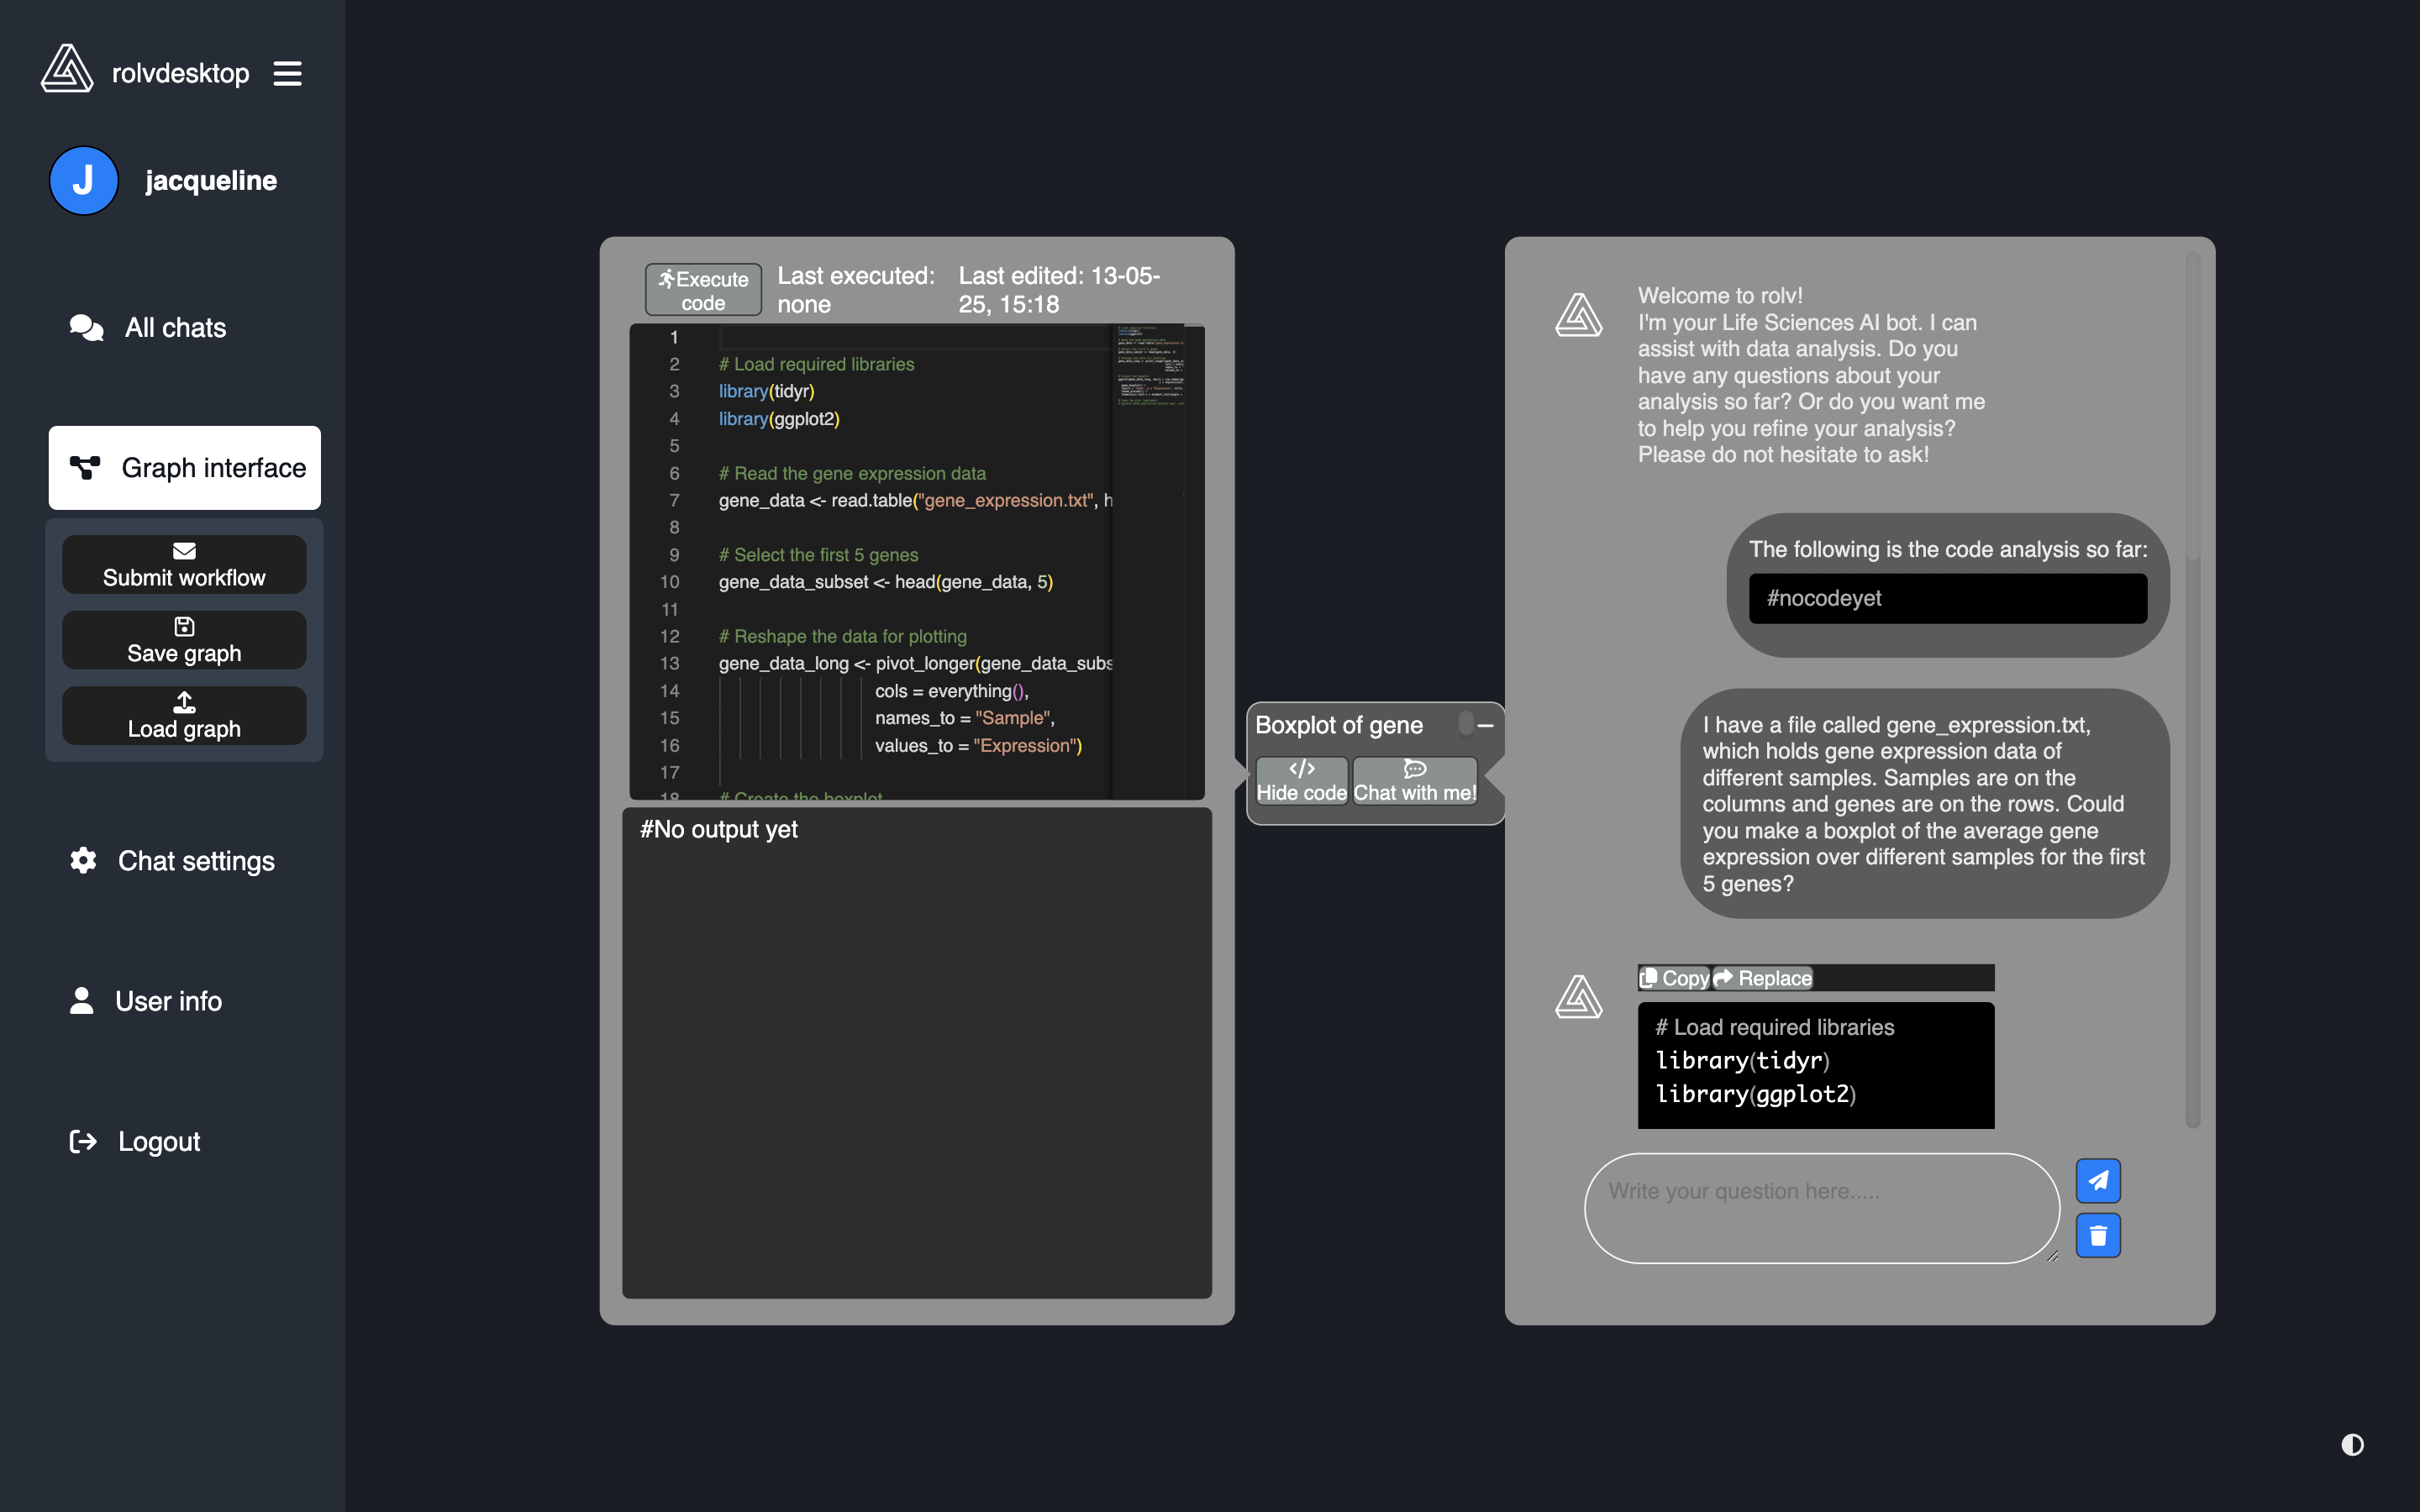 rolvdesktop
J
jacqueline
All chats
Graph interface
Submit workflow
Save graph
Load graph
Chat settings
User info
Logout
Execute
code
Last executed:
none
Last edited: 13-05-
25, 15:18
1
2 # Load required libraries
3 library(tidyr)
4 library(ggplot2)
5
6 # Read the gene expression data
7 gene_data <- read.table("gene_expression.txt", h
8
9 # Select the first 5 genes
10 gene_data_subset <- head(gene_data, 5)
11
12 # Reshape the data for plotting
13 gene_data_long <- pivot_longer(gene_data_subs
14 cols = everything(),
15 names_to = "Sample",
16 values_to = "Expression")
17
18 # Create the boxplot
#No output yet
Boxplot of gene
</>
Hide code
Chat with me!
Welcome to rolv!
I'm your Life Sciences AI bot. I can
assist with data analysis. Do you
have any questions about your
analysis so far? Or do you want me
to help you refine your analysis?
Please do not hesitate to ask!
The following is the code analysis so far:
#nocodeyet
I have a file called gene_expression.txt,
which holds gene expression data of
different samples. Samples are on the
columns and genes are on the rows. Could
you make a boxplot of the average gene
expression over different samples for the first
5 genes?
Copy Replace
# Load required libraries
library(tidyr)
library(ggplot2)
Write your question here.....